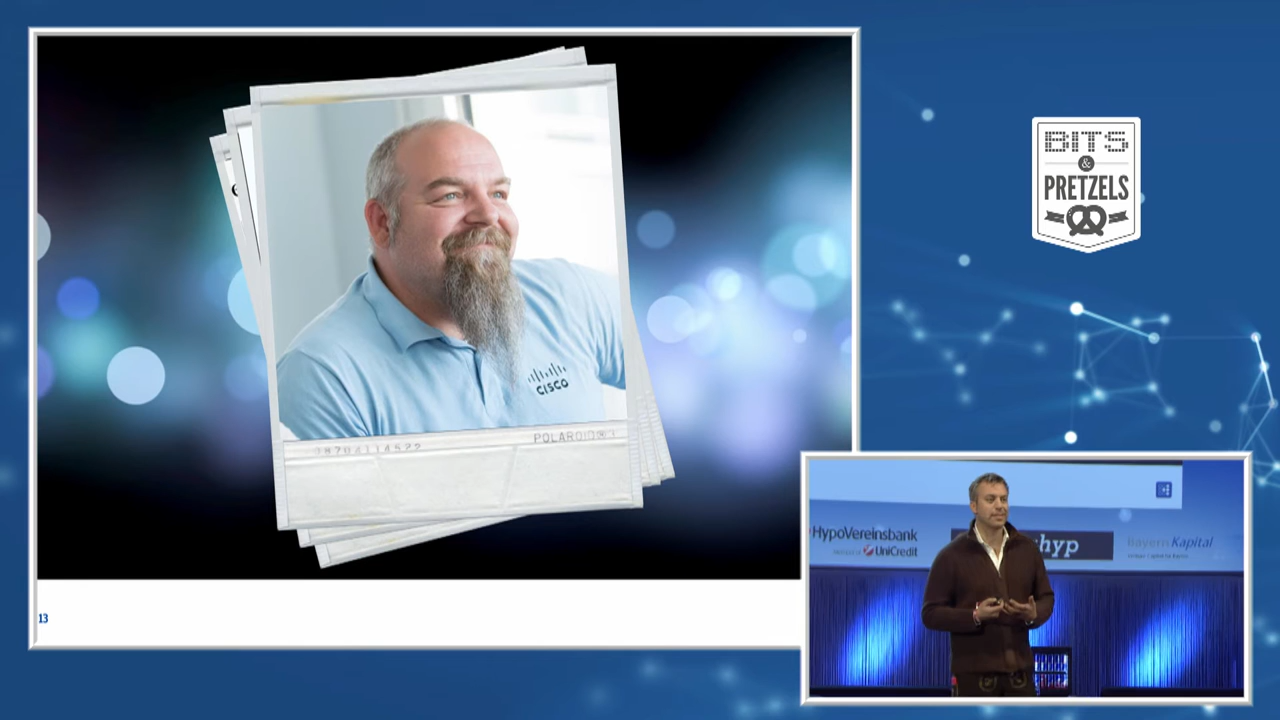 BITS
&
PRETZELS
CISCO
POLAROID
13
HypoVereinsbank
Member of UniCredit
hyp
Bayern Kapital